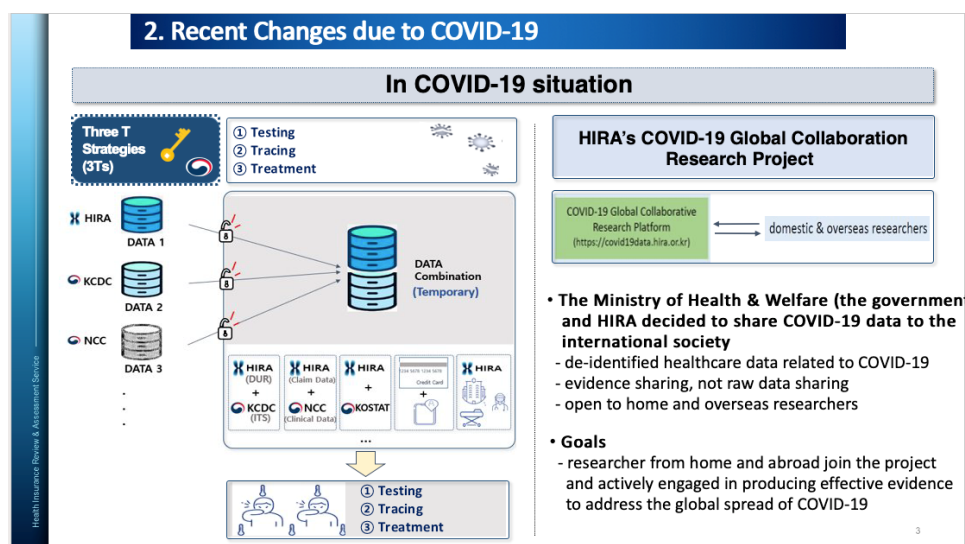 2. Recent Changes due to COVID-19
In COVID-19 situation
Three T
Strategies
(3Ts)
① Testing
② Tracing
③ Treatment
HIRA
DATA 1
KCDC
DATA 2
NCC
DATA 3
.
.
.
DATA
Combination
(Temporary)
HIRA
(DUR)
+
KCDC
(ITS)
HIRA
(Claim Data)
+
NCC
(Clinical Data)
HIRA
+
KOSTAT
1234 5678 1234 5678
Credit Card
+
HIRA
...
① Testing
② Tracing
③ Treatment
HIRA's COVID-19 Global Collaboration
Research Project
COVID-19 Global Collaborative
Research Platform
(https://covid19data.hira.or.kr)
domestic & overseas researchers
• The Ministry of Health & Welfare (the government
and HIRA decided to share COVID-19 data to the
international society
- de-identified healthcare data related to COVID-19
- evidence sharing, not raw data sharing
- open to home and overseas researchers
• Goals
- researcher from home and abroad join the project
and actively engaged in producing effective evidence
to address the global spread of COVID-19
Health Insurance Review & Assessment Service
3